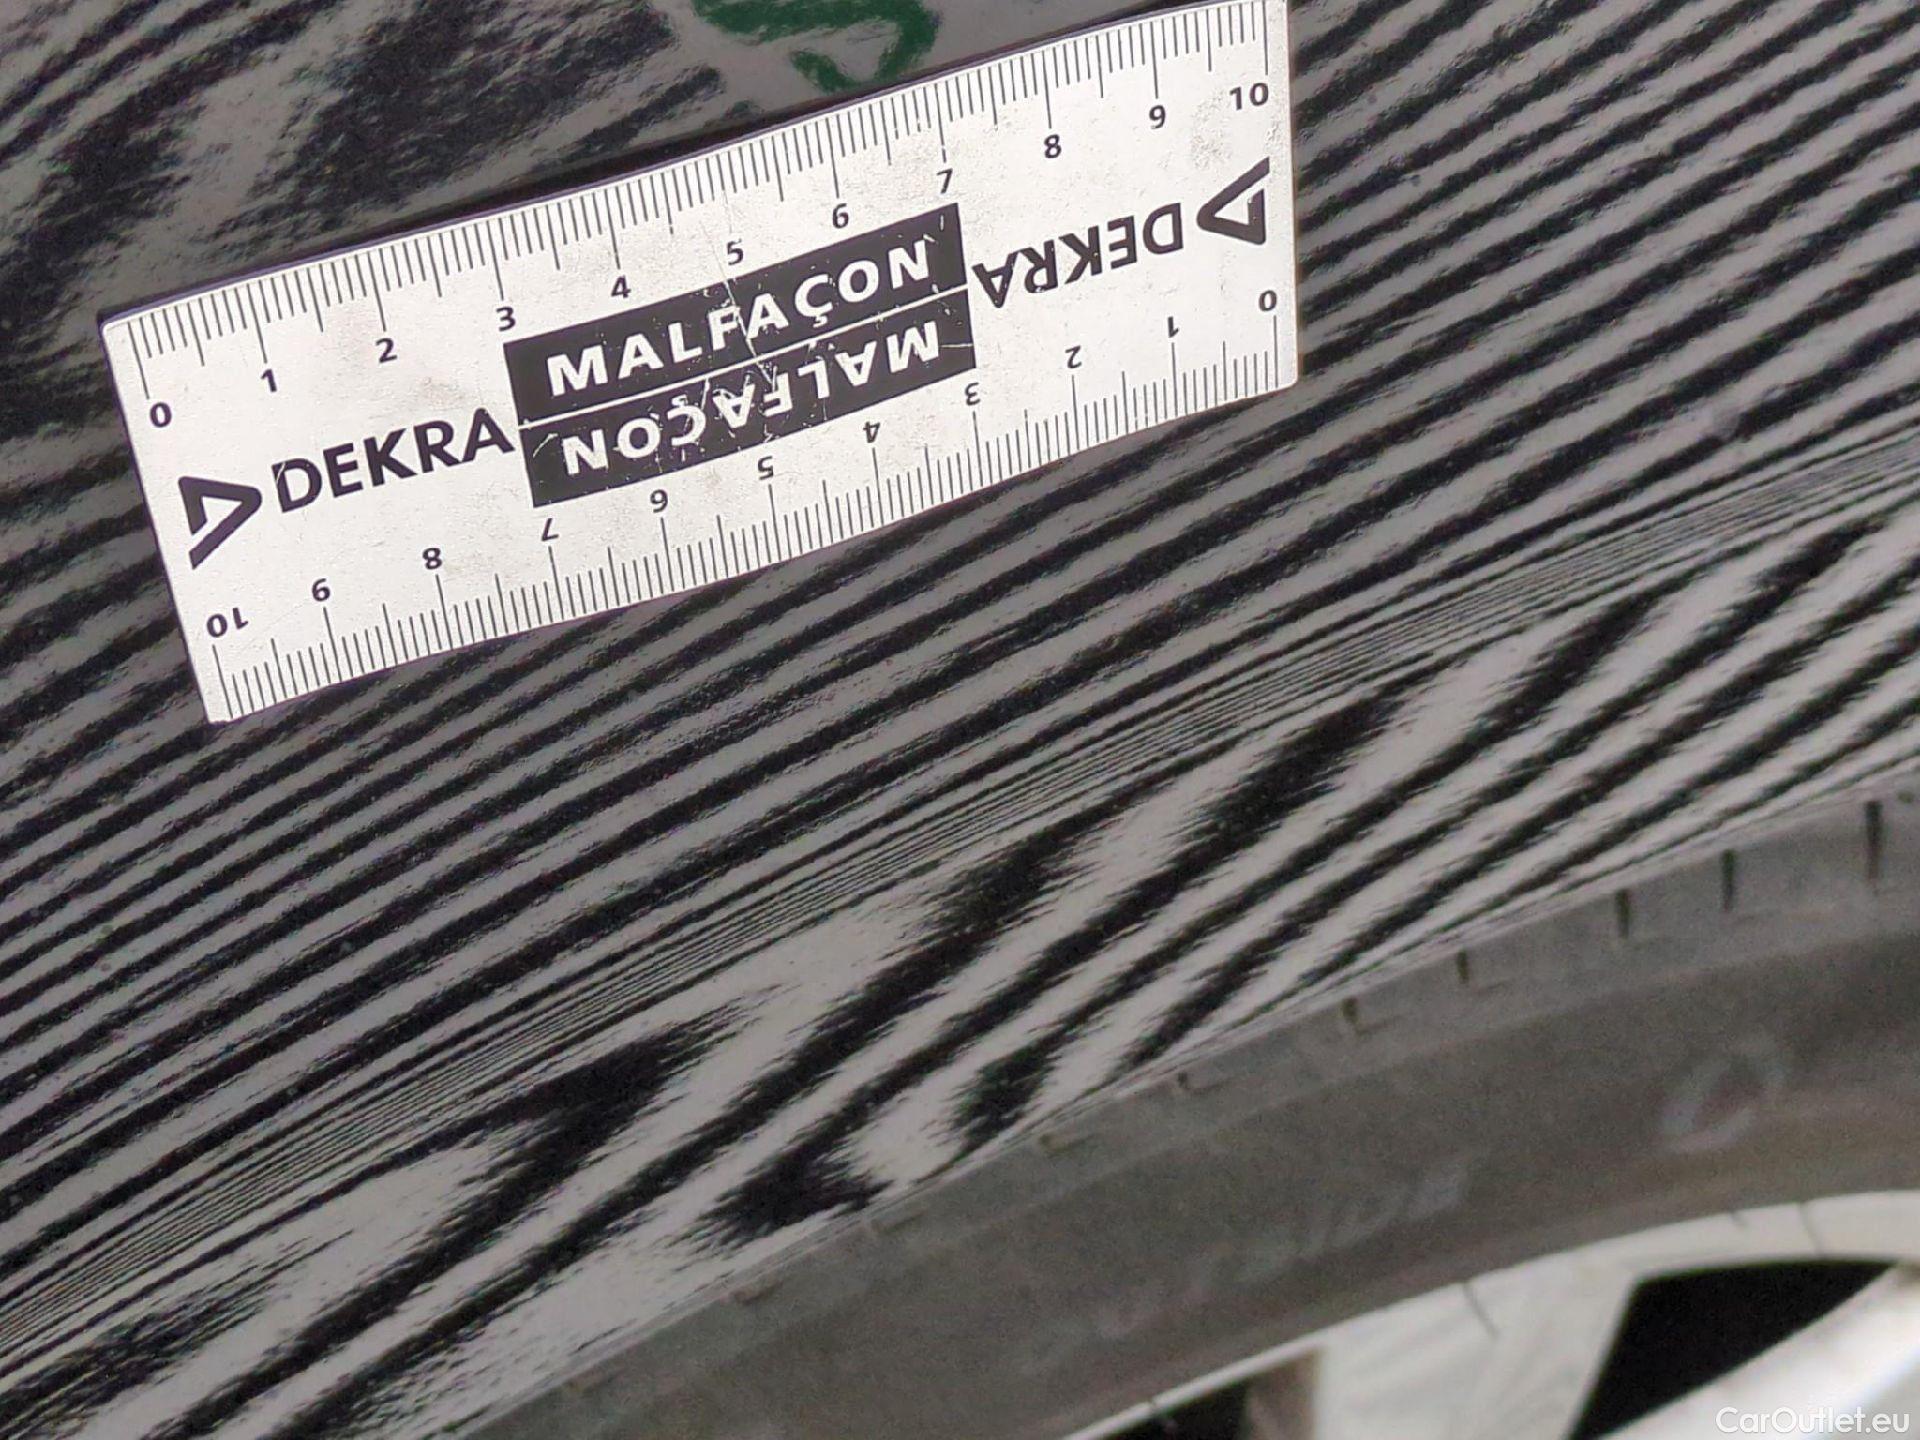 0 1 2 3 4 5 6 7 8 9 10
DEKRA
MALFAÇON
DEKRA
MALFAÇON
10 9 8 7 6 5 4 3 2 1 0
CarOutlet.eu